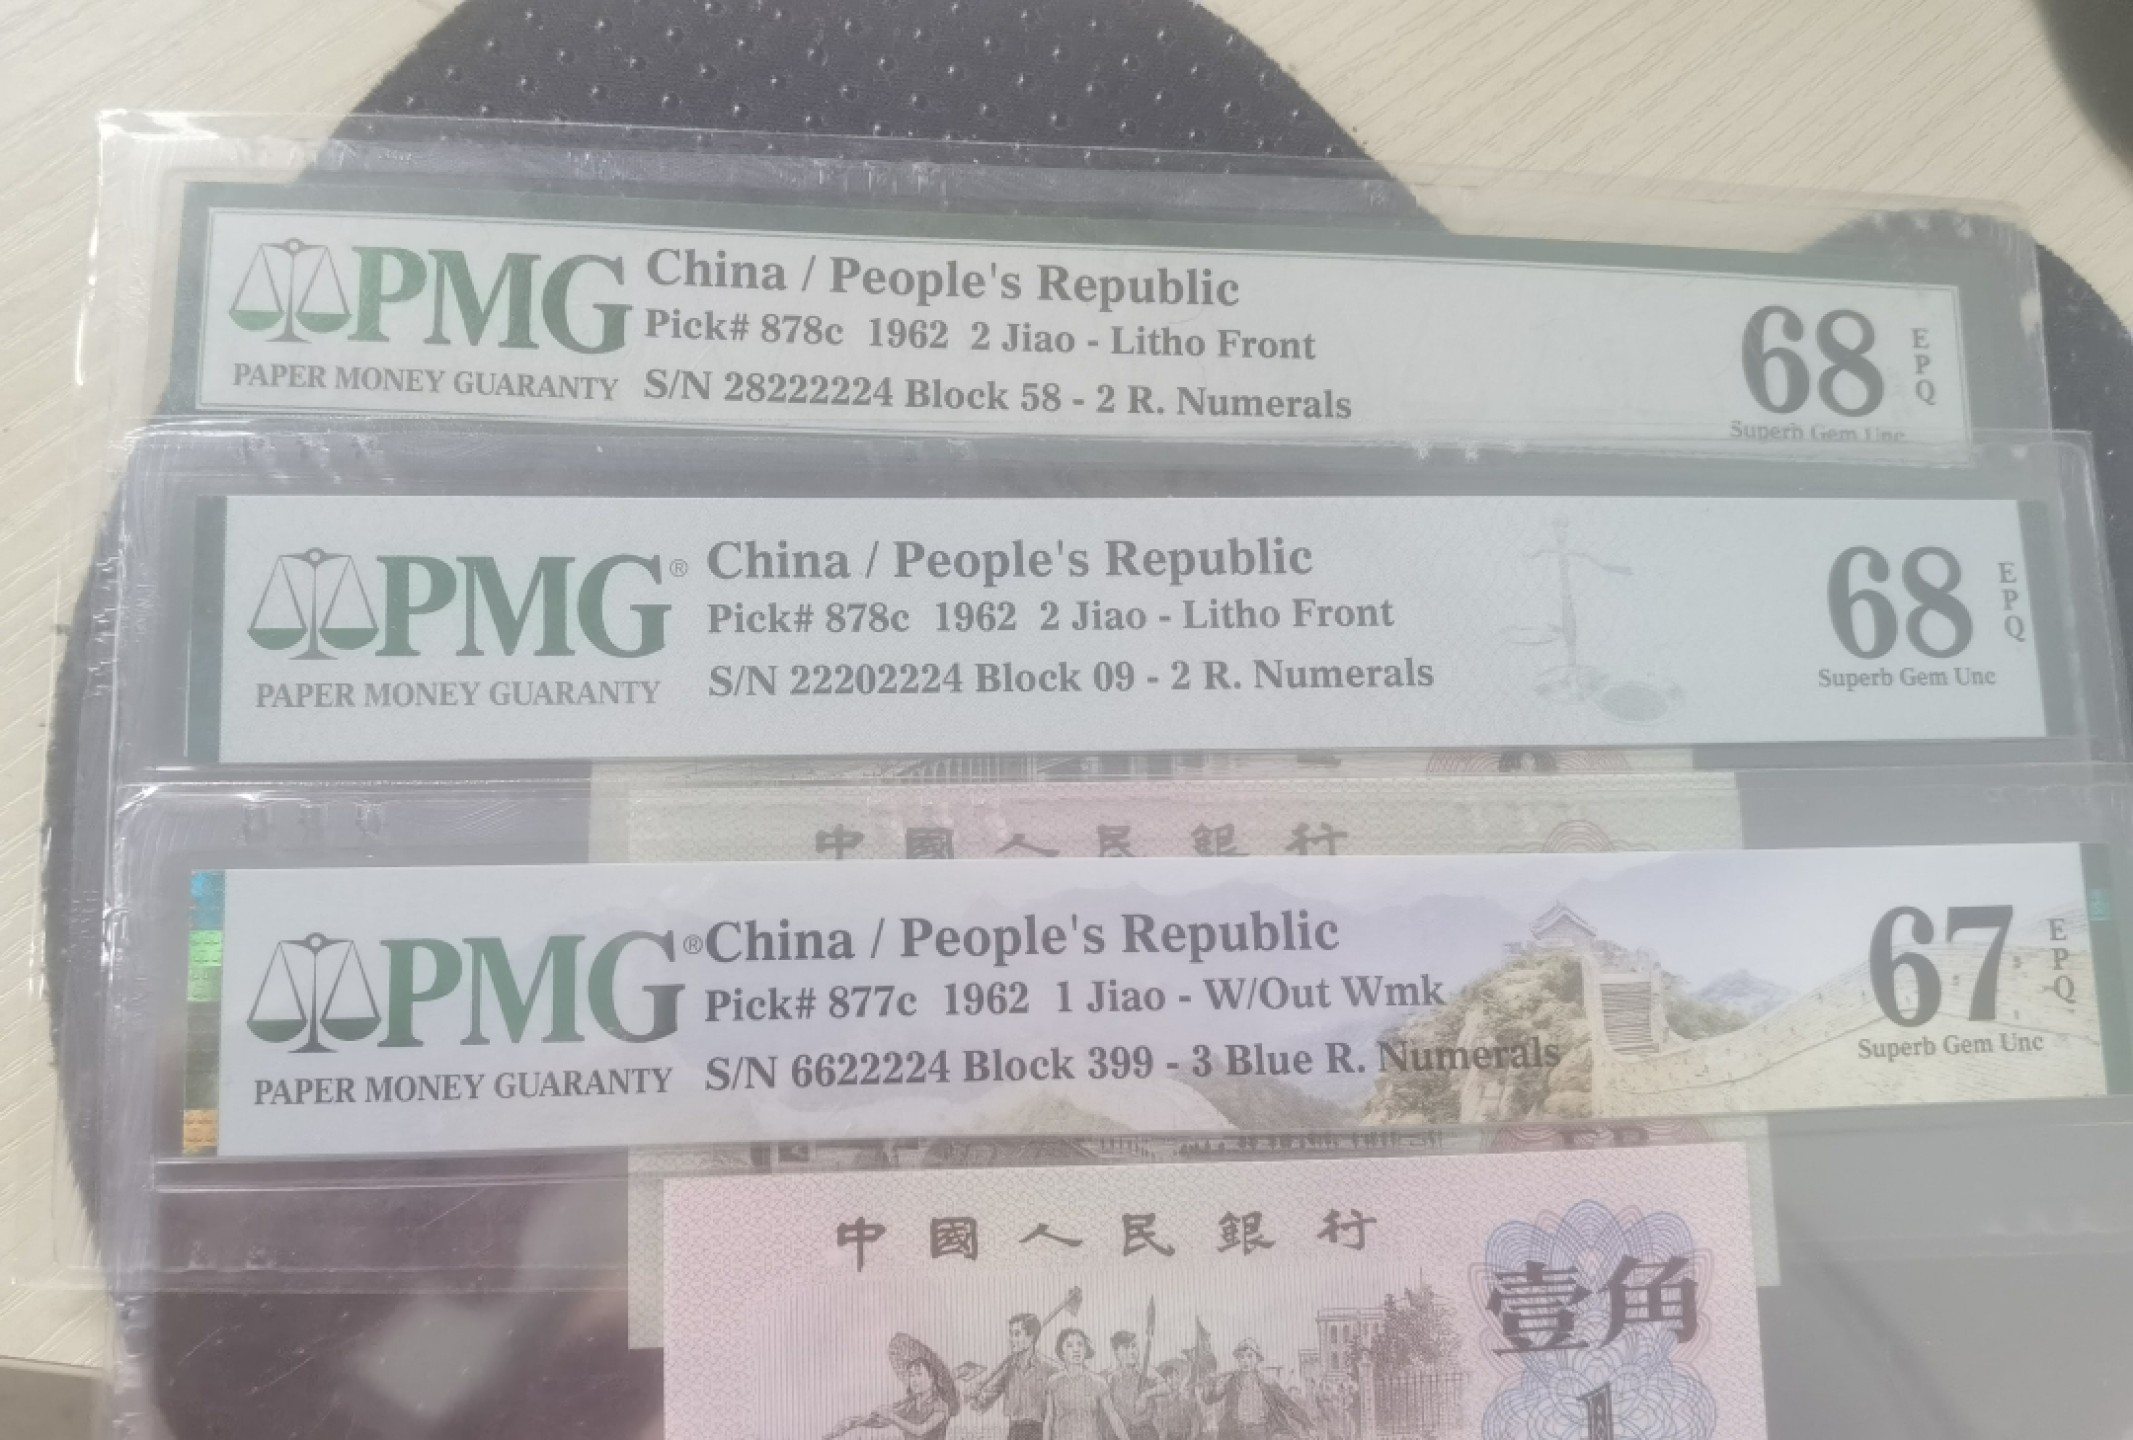 PMG
PAPER MONEY GUARANTY
China / People's Republic
Pick# 878c 1962 2 Jiao - Litho Front
S/N 28222224 Block 58 - 2 R. Numerals
68
EPQ
Superb Gem Unc
PMG®
PAPER MONEY GUARANTY
China / People's Republic
Pick# 878c 1962 2 Jiao - Litho Front
S/N 22202224 Block 09 - 2 R. Numerals
68
EPQ
Superb Gem Unc
中國人民銀行
PMG®
PAPER MONEY GUARANTY
China / People's Republic
Pick# 877c 1962 1 Jiao - W/Out Wmk
S/N 6622224 Block 399 - 3 Blue R. Numerals
67
EPQ
Superb Gem Unc
中國人民銀行
壹角
1